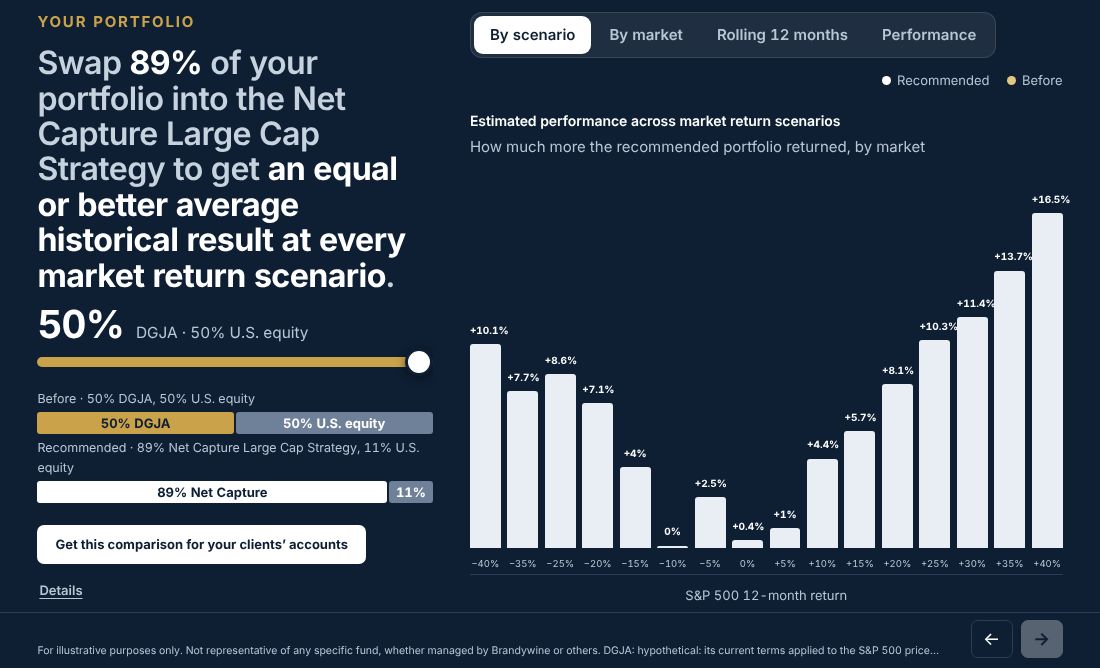 YOUR PORTFOLIO
Swap 89% of your
portfolio into the Net
Capture Large Cap
Strategy to get an equal
or better average
historical result at every
market return scenario.
50% DGJA · 50% U.S. equity
Before · 50% DGJA, 50% U.S. equity
50% DGJA 50% U.S. equity
Recommended · 89% Net Capture Large Cap Strategy, 11% U.S.
equity
89% Net Capture 11%
Get this comparison for your clients’ accounts
Details
By scenario By market Rolling 12 months Performance
Recommended Before
Estimated performance across market return scenarios
How much more the recommended portfolio returned, by market
+10.1% +7.7% +8.6% +7.1% +4% 0% +2.5% +0.4% +1% +4.4% +5.7% +8.1% +10.3% +11.4% +13.7% +16.5%
−40% −35% −25% −20% −15% −10% −5% 0% +5% +10% +15% +20% +25% +30% +35% +40%
S&P 500 12-month return
For illustrative purposes only. Not representative of any specific fund, whether managed by Brandywine or others. DGJA: hypothetical: its current terms applied to the S&P 500 price…
← →